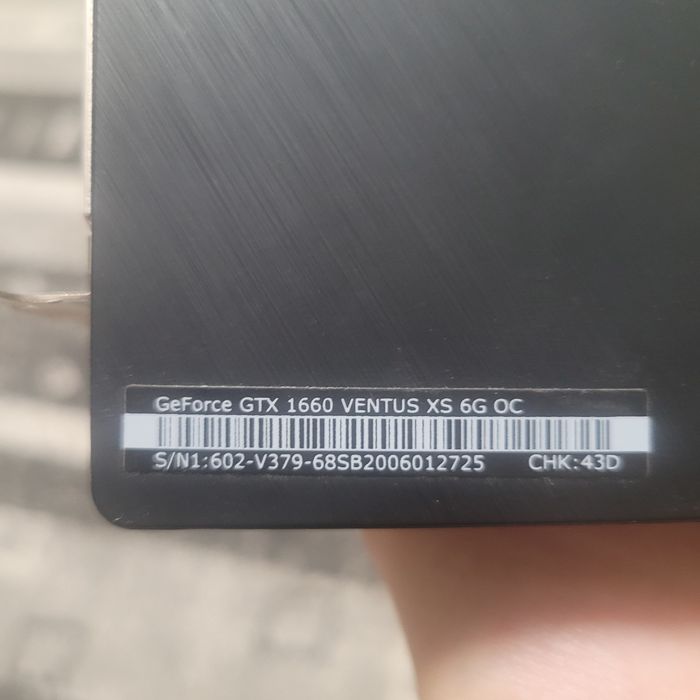 GeForce GTX 1660 VENTUS XS 6G OC
S/N1:602-V379-68SB2006012725 CHK:43D